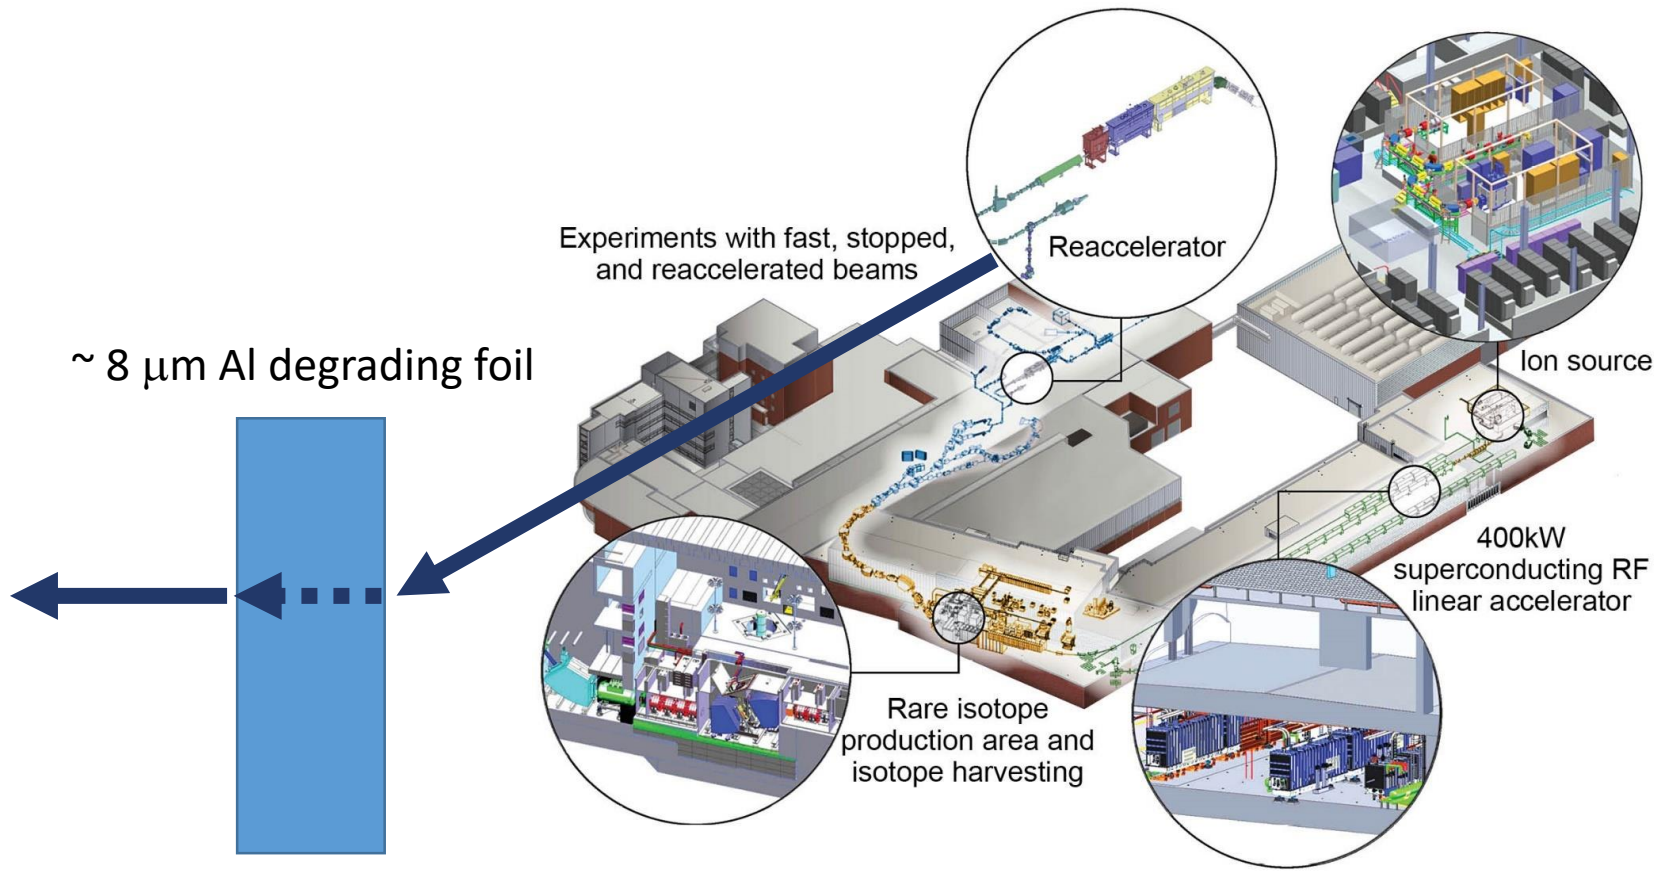 Experiments with fast, stopped,
and reaccelerated beams
Reaccelerator
~ 8 μm Al degrading foil
Ion source
400kW
superconducting RF
linear accelerator
Rare isotope
production area and
isotope harvesting